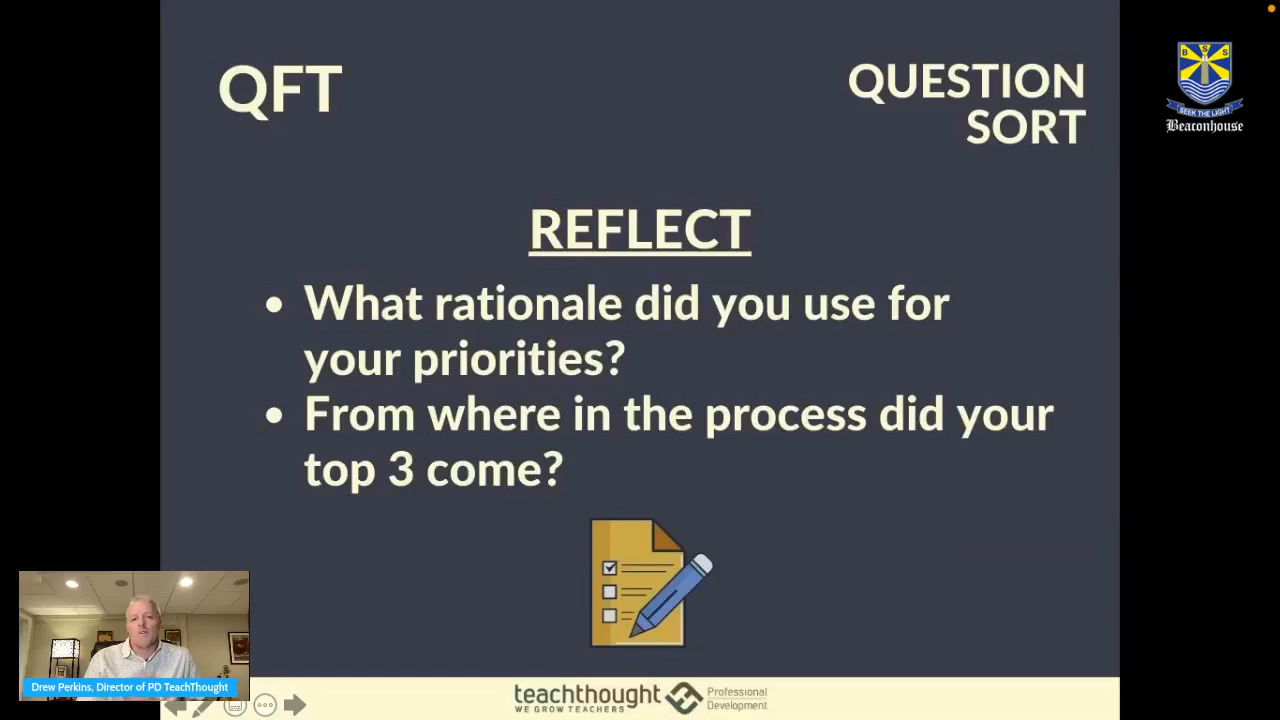 QFT
QUESTION
SORT
REFLECT
• What rationale did you use for
your priorities?
• From where in the process did your
top 3 come?
B S S
SEEK THE LIGHT
Beaconhouse
Drew Perkins, Director of PD TeachThought
teachthought
WE GROW TEACHERS
Professional
Development